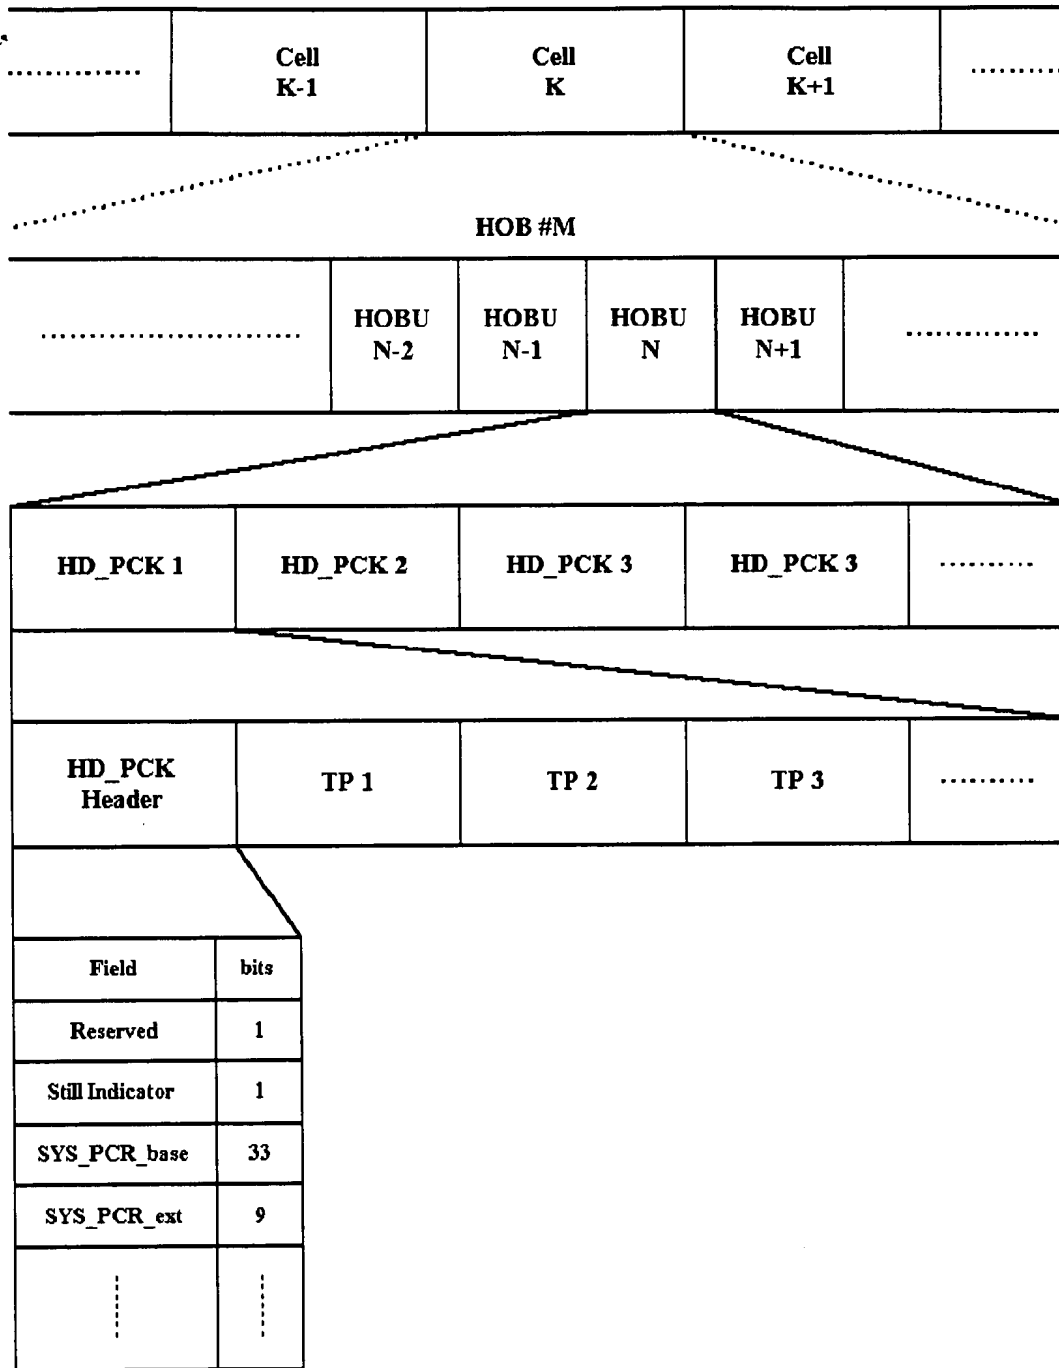 Cell
K-1
Cell
K
Cell
K+1
HOB #M
HOBU
N-2
HOBU
N-1
HOBU
N
HOBU
N+1
HD_PCK 1
HD_PCK 2
HD_PCK 3
HD_PCK 3
HD_PCK
Header
TP 1
TP 2
TP 3
Field bits
Reserved 1
Still Indicator 1
SYS_PCR_base 33
SYS_PCR_ext 9